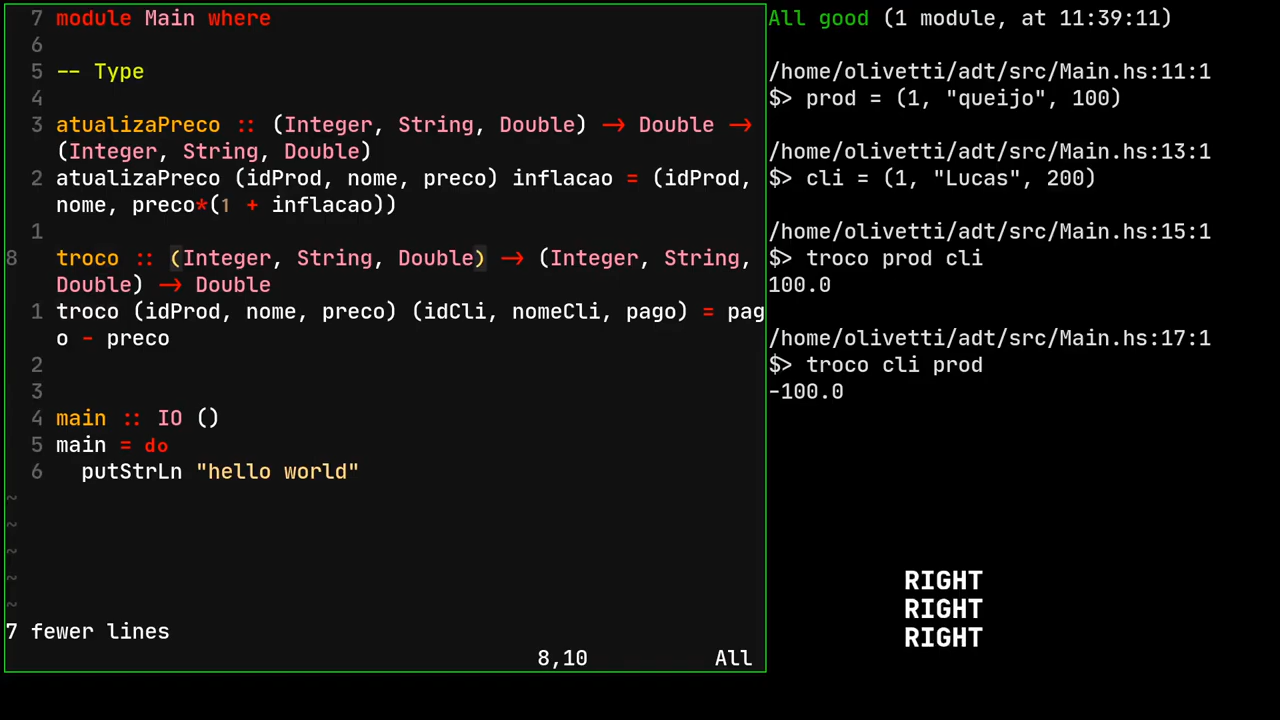 7 module Main where
6
5 -- Type
4
3 atualizaPreco :: (Integer, String, Double) → Double →
(Integer, String, Double)
2 atualizaPreco (idProd, nome, preco) inflacao = (idProd,
nome, preco*(1 + inflacao))
1
8 troco :: (Integer, String, Double) → (Integer, String,
Double) → Double
1 troco (idProd, nome, preco) (idCli, nomeCli, pago) = pag
o - preco
2
3
4 main :: IO ()
5 main = do
6 putStrLn "hello world"
~
~
~
~
~
7 fewer lines
8,10 All
All good (1 module, at 11:39:11)
/home/olivetti/adt/src/Main.hs:11:1
$> prod = (1, "queijo", 100)
/home/olivetti/adt/src/Main.hs:13:1
$> cli = (1, "Lucas", 200)
/home/olivetti/adt/src/Main.hs:15:1
$> troco prod cli
100.0
/home/olivetti/adt/src/Main.hs:17:1
$> troco cli prod
-100.0
RIGHT
RIGHT
RIGHT